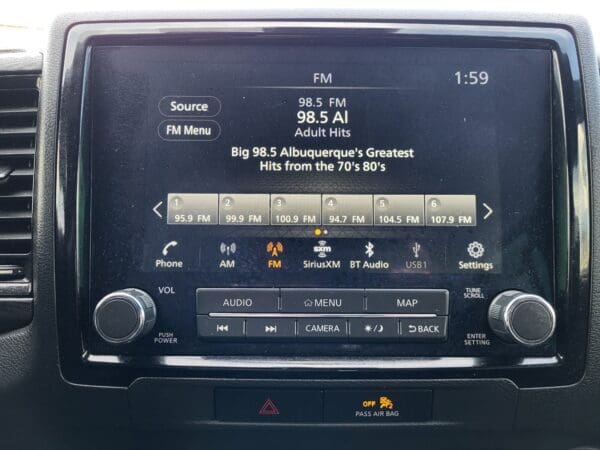 FM
1:59
Source
FM Menu
98.5 FM
98.5 Al
Adult Hits
Big 98.5 Albuquerque's Greatest
Hits from the 70's 80's
1 2 3 4 5 6
95.9 FM 99.9 FM 100.9 FM 94.7 FM 104.5 FM 107.9 FM
sxm
Phone AM FM SiriusXM BT Audio USB1 Settings
VOL
AUDIO MENU MAP
TUNE
SCROLL
PUSH
POWER
CAMERA BACK
ENTER
SETTING
OFF
PASS AIR BAG